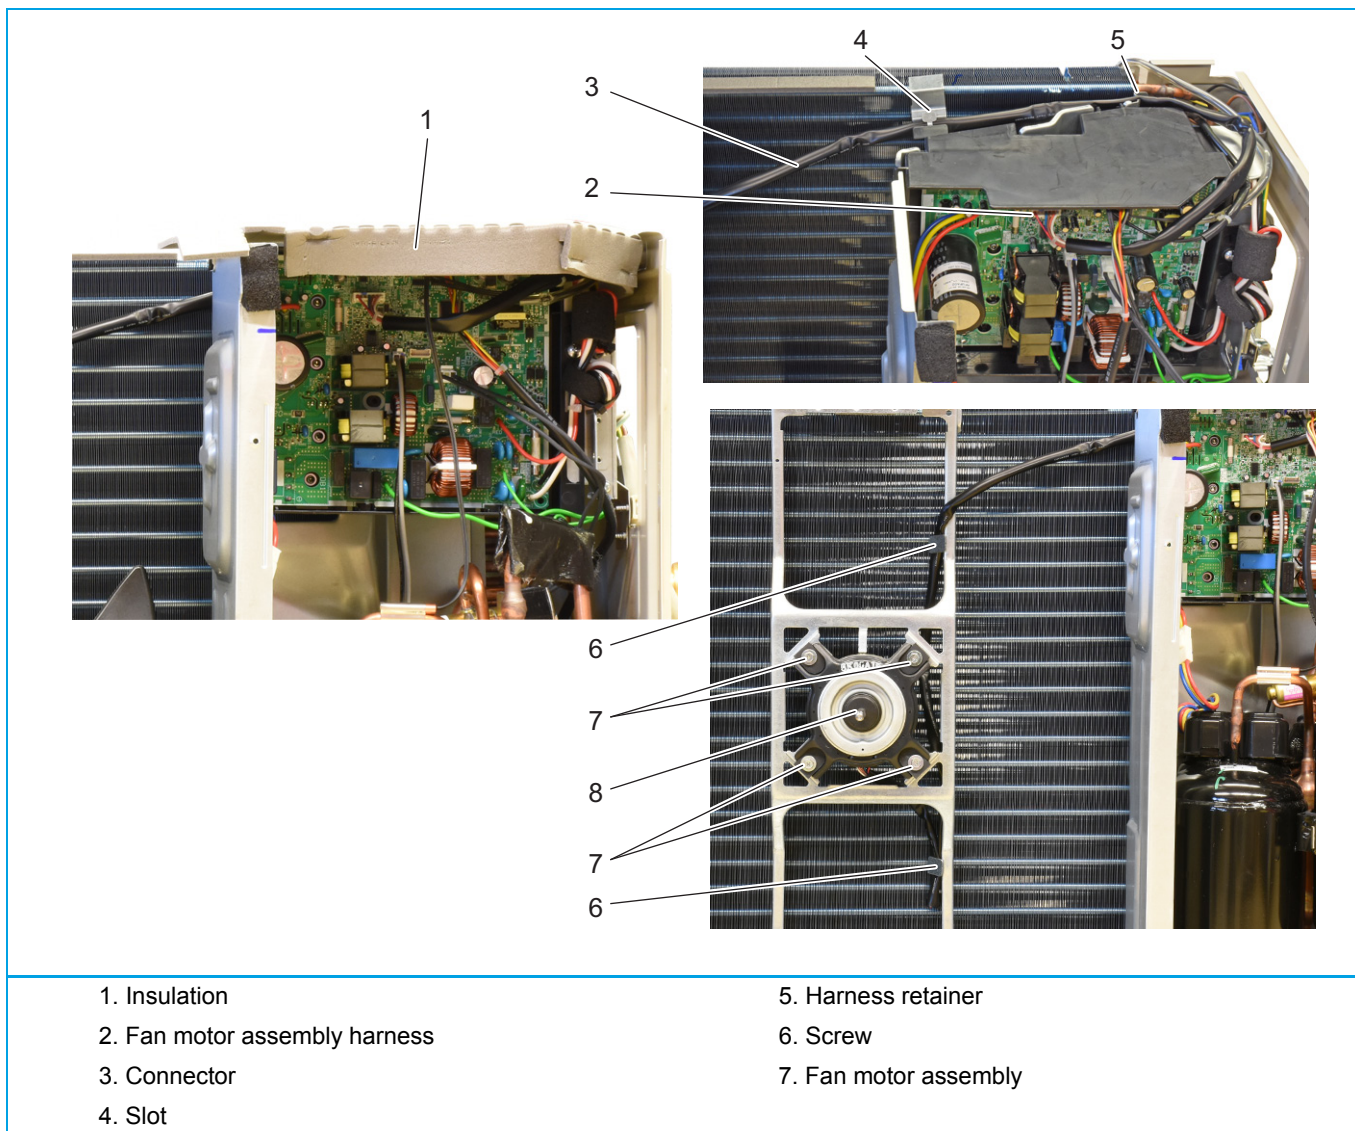 4
5
3
1
2
6
7
8
7
6
1. Insulation
2. Fan motor assembly harness
3. Connector
4. Slot
5. Harness retainer
6. Screw
7. Fan motor assembly